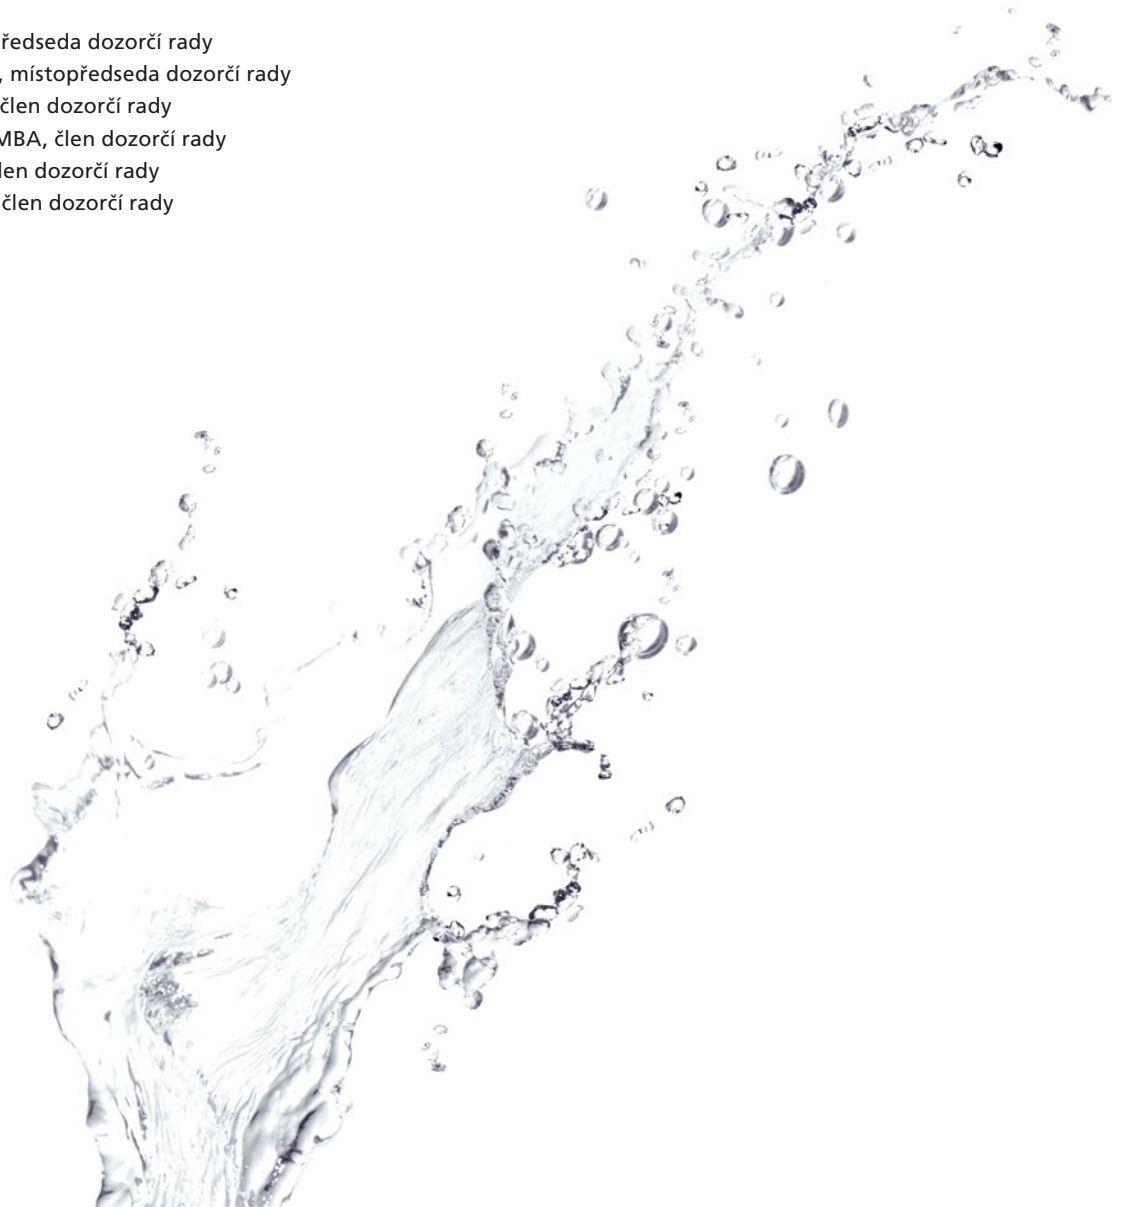 ředseda dozorčí rady
, místopředseda dozorčí rady
člen dozorčí rady
MBA, člen dozorčí rady
len dozorčí rady
člen dozorčí rady